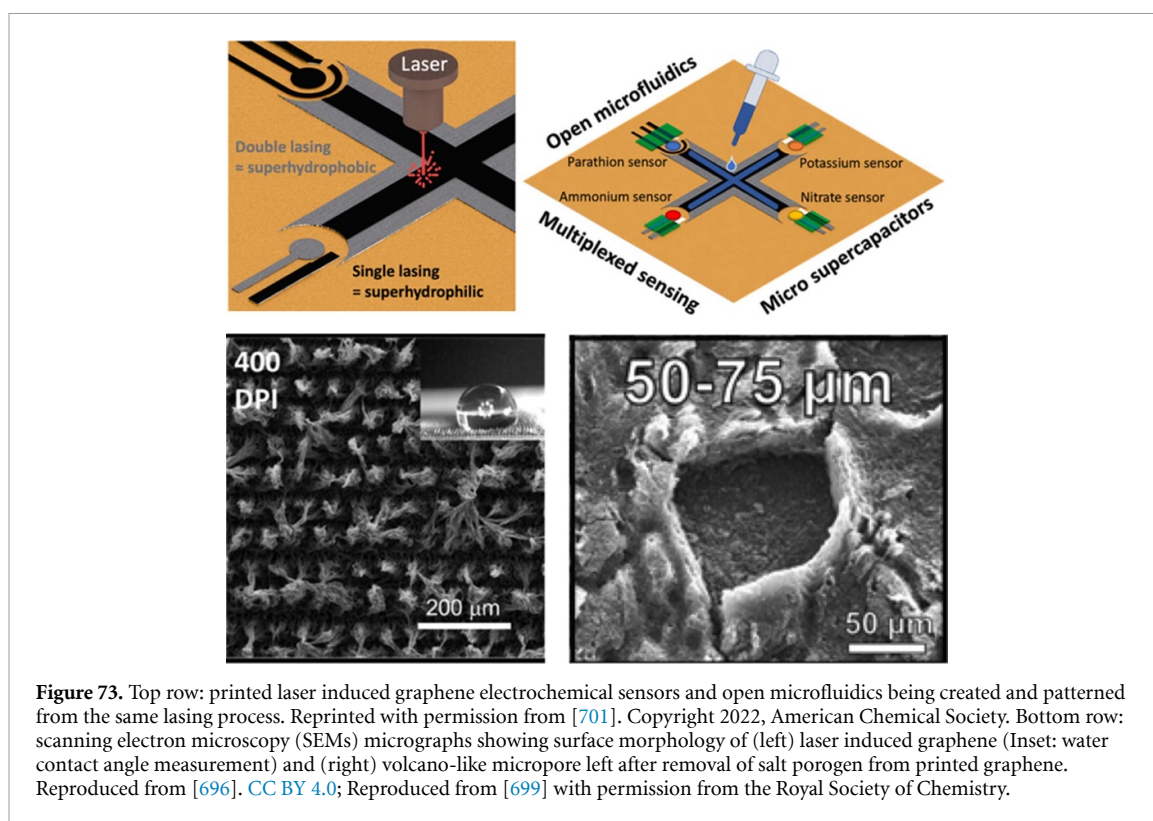 Laser
Double lasing
≈ superhydrophobic
Single lasing
= superhydrophilic
Open microfluidics
Parathion sensor
Potassium sensor
Ammonium sensor
Nitrate sensor
Multiplexed sensing
Micro supercapacitors
400
DPI
200 μm
50-75 μm
50 μm
Figure 73. Top row: printed laser induced graphene electrochemical sensors and open microfluidics being created and patterned
from the same lasing process. Reprinted with permission from [701]. Copyright 2022, American Chemical Society. Bottom row:
scanning electron microscopy (SEMs) micrographs showing surface morphology of (left) laser induced graphene (Inset: water
contact angle measurement) and (right) volcano-like micropore left after removal of salt porogen from printed graphene.
Reproduced from [696]. CC BY 4.0; Reproduced from [699] with permission from the Royal Society of Chemistry.